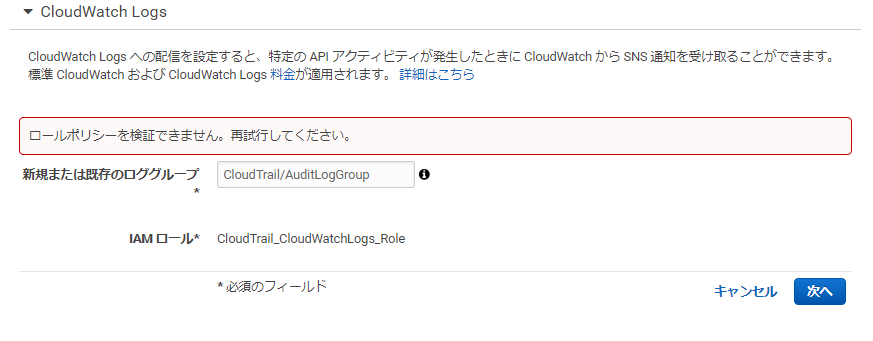 CloudWatch Logs
CloudWatch Logs への配信を設定すると、特定の API アクティビティが発生したときに CloudWatch から SNS 通知を受け取ることができます。
標準 CloudWatch および CloudWatch Logs 料金が適用されます。 詳細はこちら
ロールポリシーを検証できません。再試行してください。
新規または既存のロググループ CloudTrail/AuditLogGroup
*
IAM ロール* CloudTrail_CloudWatchLogs_Role
* 必須のフィールド キャンセル 次へ